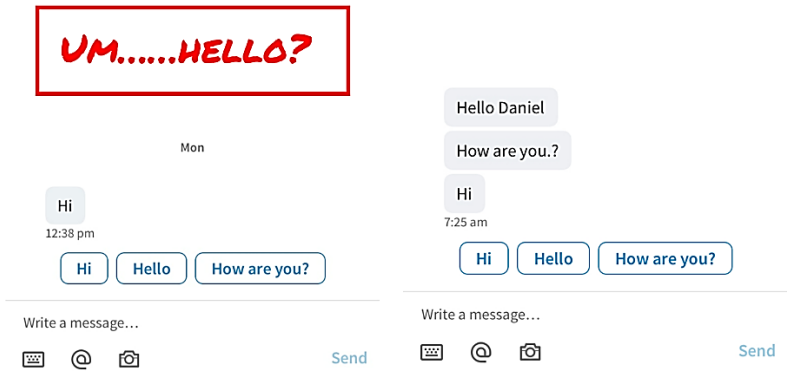 Um......hello?
Mon
Hi
12:38 pm
Hi Hello How are you?
Write a message...
Send
Hello Daniel
How are you.?
Hi
7:25 am
Hi Hello How are you?
Write a message...
@ Send